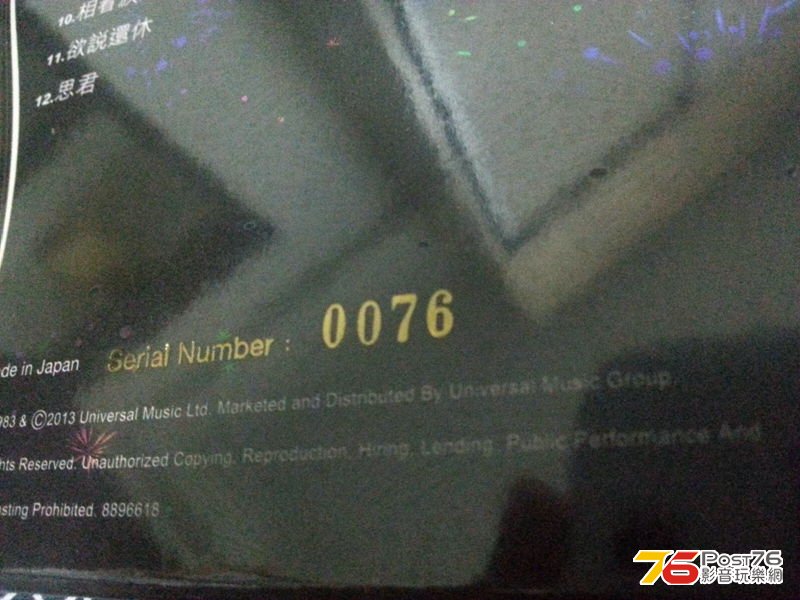 10.相看淚
11.欲說還休
12.思君
de in Japan Serial Number : 0076
983 & ©2013 Universal Music Ltd. Marketed and Distributed By Universal Music Group.
hts Reserved. Unauthorized Copying, Reproduction, Hiring, Lending, Public Performance And
sting Prohibited. 8896618
76 Post76
影音玩樂網